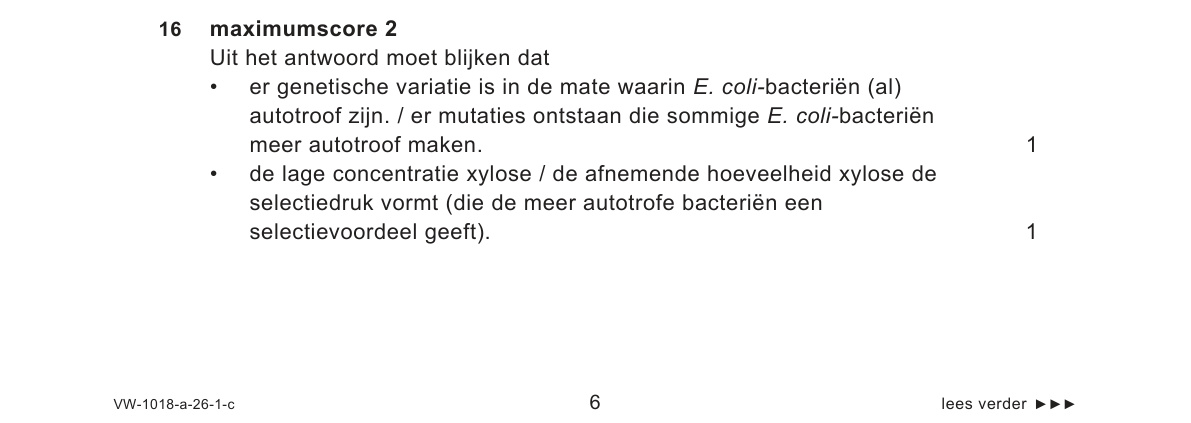 16 maximumscore 2
Uit het antwoord moet blijken dat
• er genetische variatie is in de mate waarin E. coli-bacteriën (al)
autotroof zijn. / er mutaties ontstaan die sommige E. coli-bacteriën
meer autotroof maken. 1
• de lage concentratie xylose / de afnemende hoeveelheid xylose de
selectiedruk vormt (die de meer autotrofe bacteriën een
selectievoordeel geeft). 1
VW-1018-a-26-1-c 6 lees verder ►►►